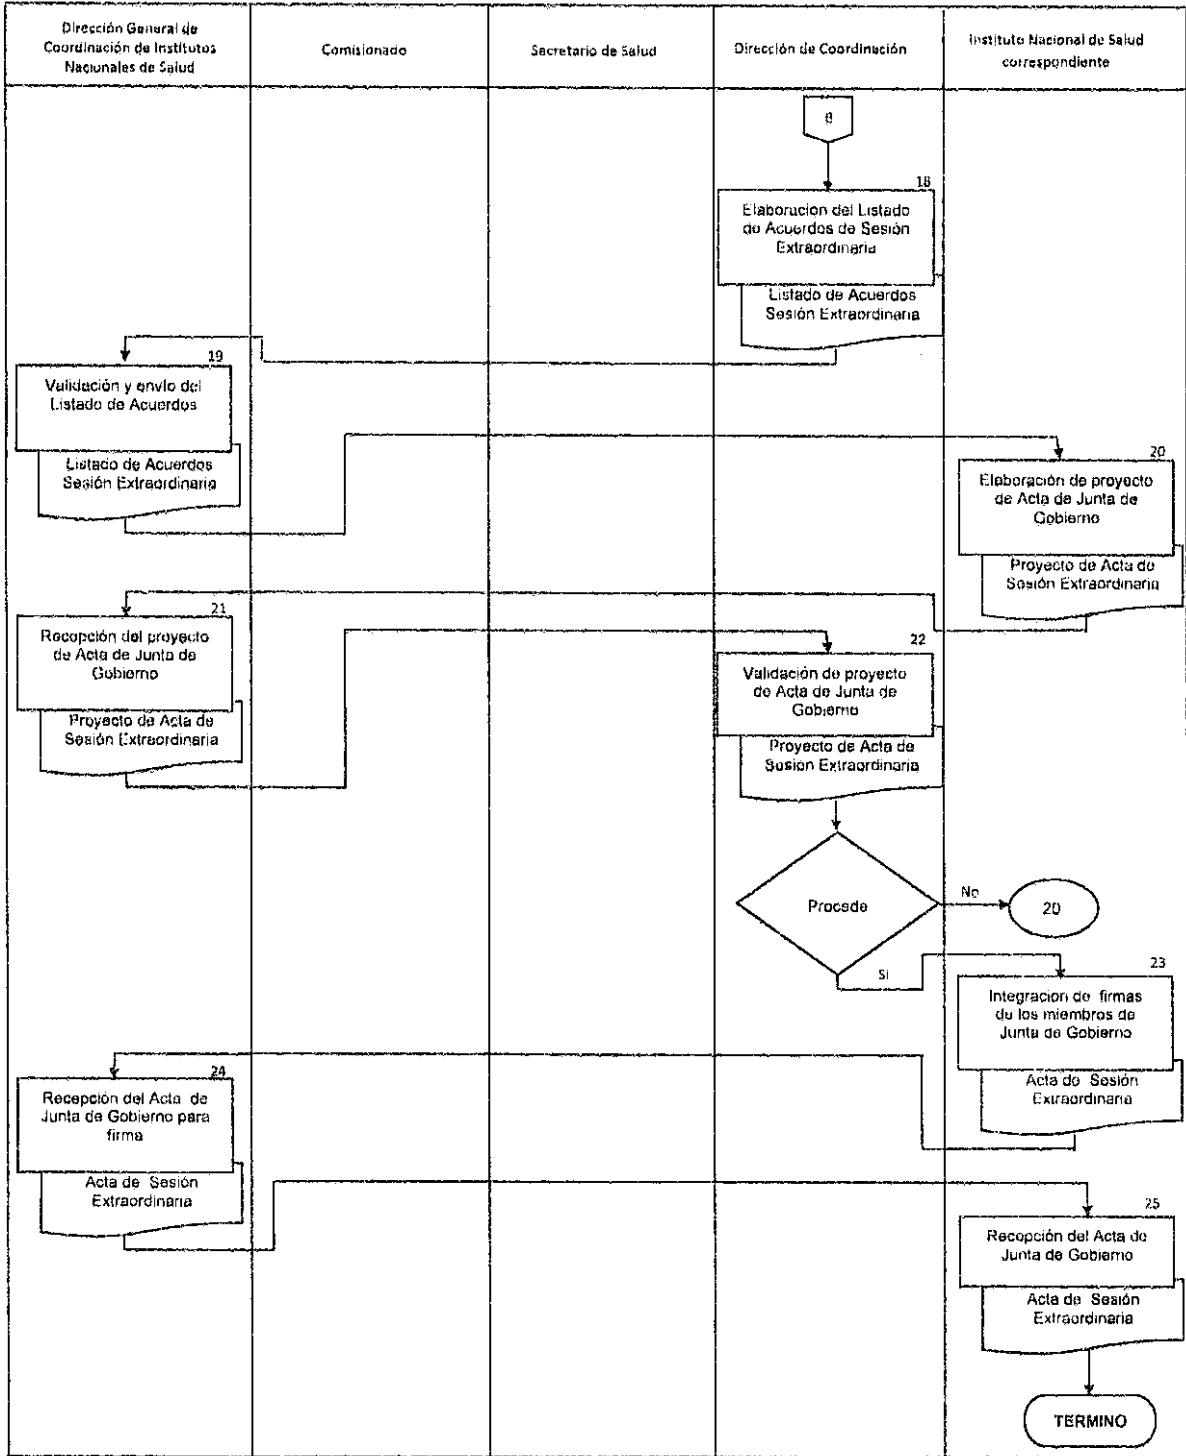 Dirección General de
Coordinación de Institutos
Nacionales de Salud
Comisionado
Secretario de Salud
Dirección de Coordinación
Instituto Nacional de Salud
correspondiente
18
Elaboración del Listado
de Acuerdos de Sesión
Extraordinaria
Listado de Acuerdos
Sesión Extraordinaria
19
Validación y envío del
Listado de Acuerdos
Listado de Acuerdos
Sesión Extraordinaria
20
Elaboración de proyecto
de Acta de Junta de
Gobierno
Proyecto de Acta de
Sesión Extraordinaria
21
Recepción del proyecto
de Acta de Junta de
Gobierno
Proyecto de Acta de
Sesión Extraordinaria
22
Validación de proyecto
de Acta de Junta de
Gobierno
Proyecto de Acta de
Sesión Extraordinaria
Procede
No
20
Si
23
Integracion de firmas
de los miembros de
Junta de Gobierno
Acta de Sesión
Extraordinaria
24
Recepción del Acta de
Junta de Gobierno para
firma
Acta de Sesión
Extraordinaria
25
Recepción del Acta de
Junta de Gobierno
Acta de Sesión
Extraordinaria
TERMINO